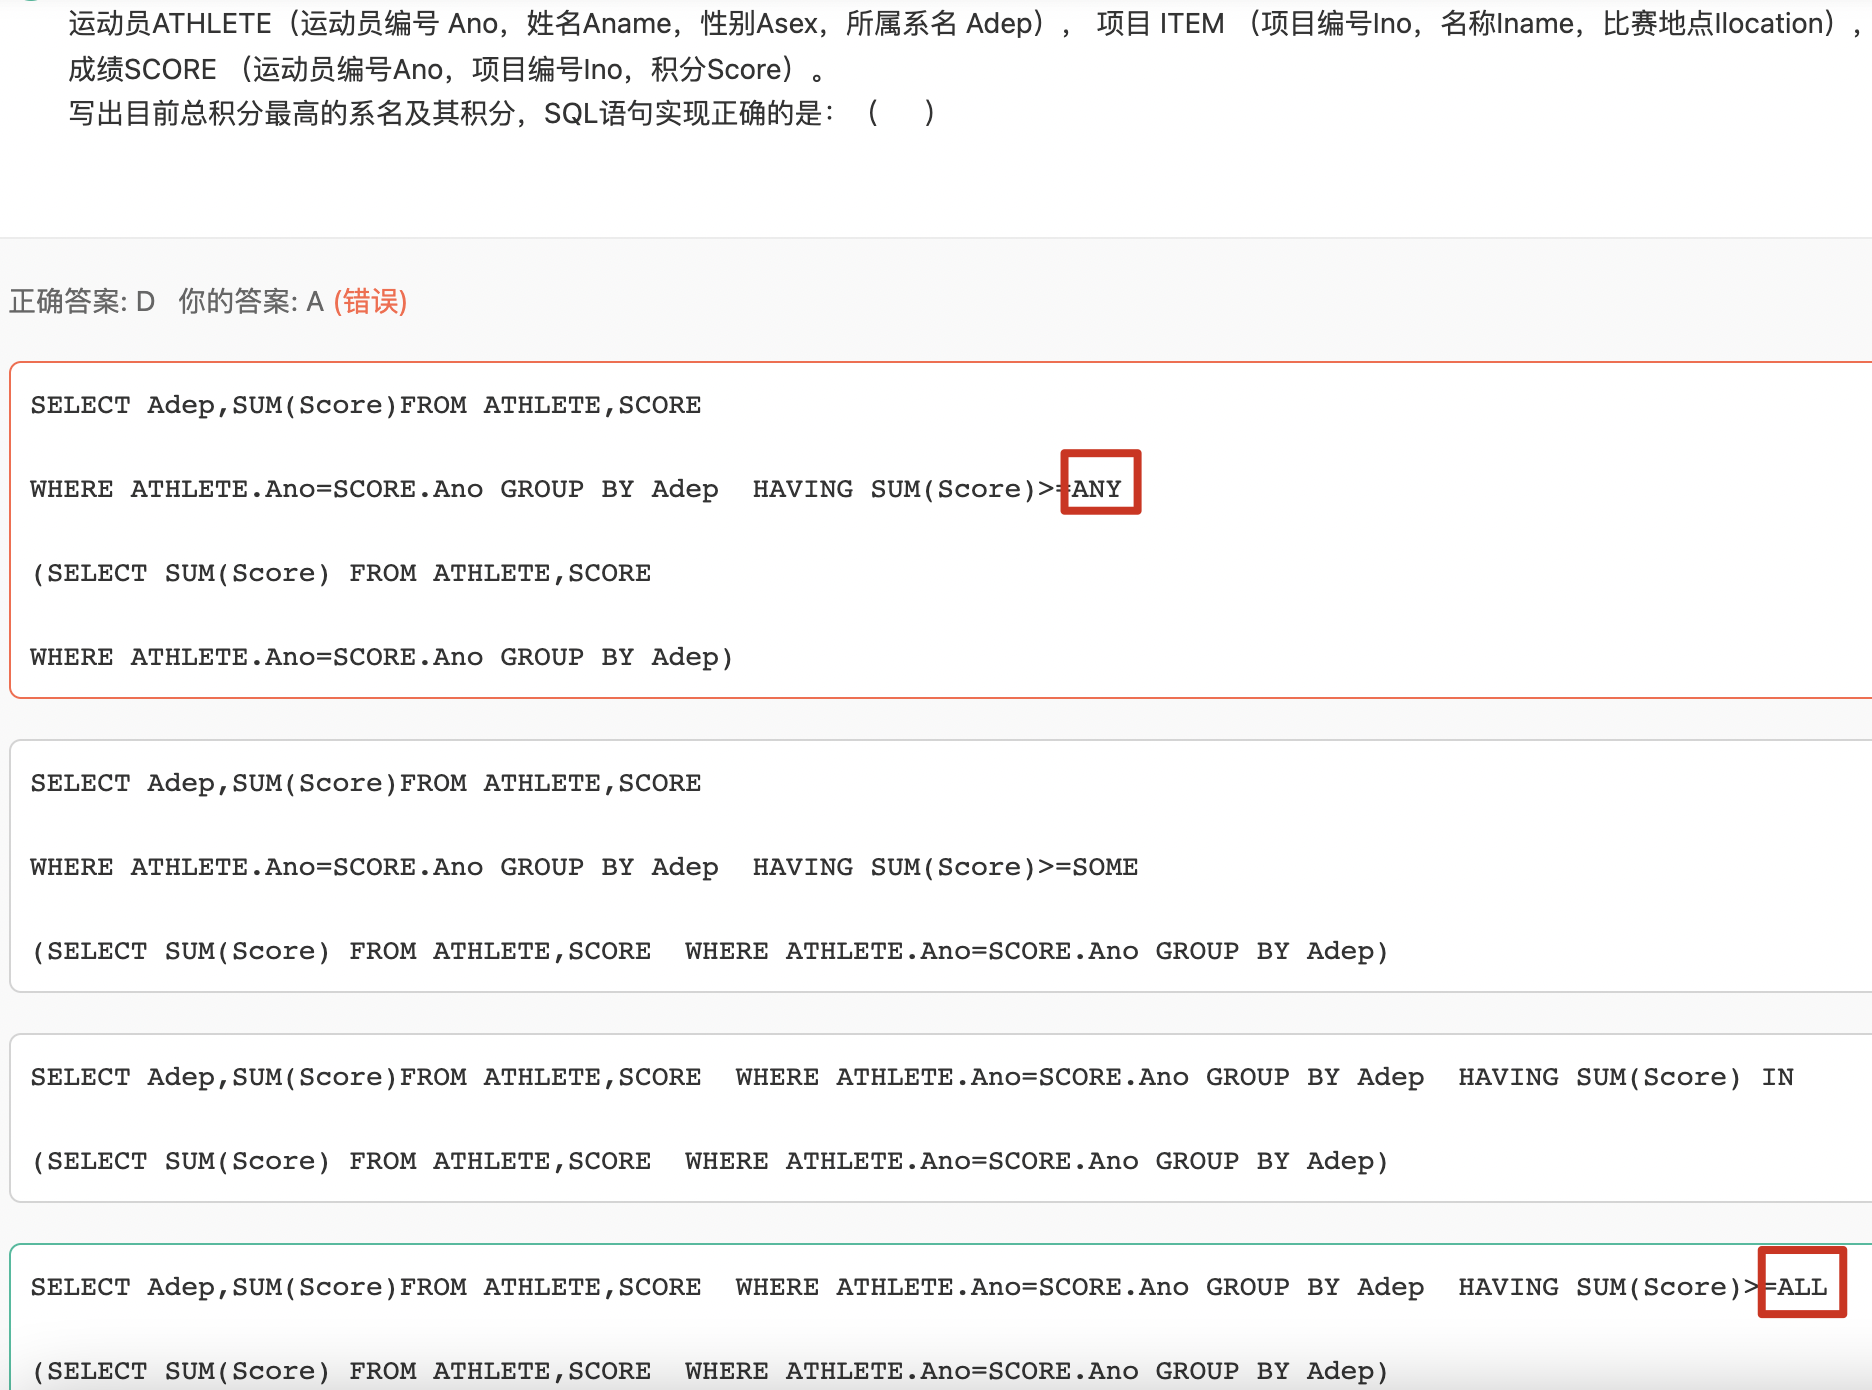 运动员ATHLETE（运动员编号 Ano，姓名Aname，性别Asex，所属系名 Adep）， 项目 ITEM （项目编号Ino，名称Iname，比赛地点Ilocation），
成绩SCORE （运动员编号Ano，项目编号Ino，积分Score）。
写出目前总积分最高的系名及其积分，SQL语句实现正确的是：（ ）
正确答案: D 你的答案: A (错误)
SELECT Adep,SUM(Score)FROM ATHLETE,SCORE
WHERE ATHLETE.Ano=SCORE.Ano GROUP BY Adep HAVING SUM(Score)>=ANY
(SELECT SUM(Score) FROM ATHLETE,SCORE
WHERE ATHLETE.Ano=SCORE.Ano GROUP BY Adep)
SELECT Adep,SUM(Score)FROM ATHLETE,SCORE
WHERE ATHLETE.Ano=SCORE.Ano GROUP BY Adep HAVING SUM(Score)>=SOME
(SELECT SUM(Score) FROM ATHLETE,SCORE WHERE ATHLETE.Ano=SCORE.Ano GROUP BY Adep)
SELECT Adep,SUM(Score)FROM ATHLETE,SCORE WHERE ATHLETE.Ano=SCORE.Ano GROUP BY Adep HAVING SUM(Score) IN
(SELECT SUM(Score) FROM ATHLETE,SCORE WHERE ATHLETE.Ano=SCORE.Ano GROUP BY Adep)
SELECT Adep,SUM(Score)FROM ATHLETE,SCORE WHERE ATHLETE.Ano=SCORE.Ano GROUP BY Adep HAVING SUM(Score)>=ALL
(SELECT SUM(Score) FROM ATHLETE,SCORE WHERE ATHLETE.Ano=SCORE.Ano GROUP BY Adep)